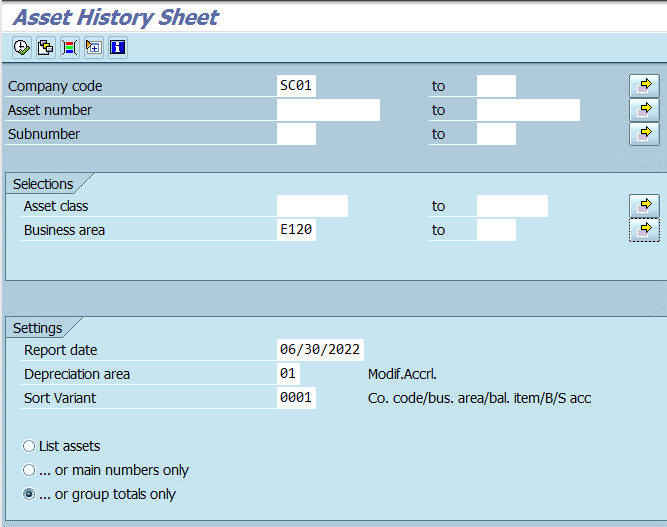 Asset History Sheet
Company code SC01 to
Asset number to
Subnumber to
Selections
Asset class to
Business area E120 to
Settings
Report date 06/30/2022
Depreciation area 01 Modif.Accrl.
Sort Variant 0001 Co. code/bus. area/bal. item/B/S acc
List assets
... or main numbers only
... or group totals only